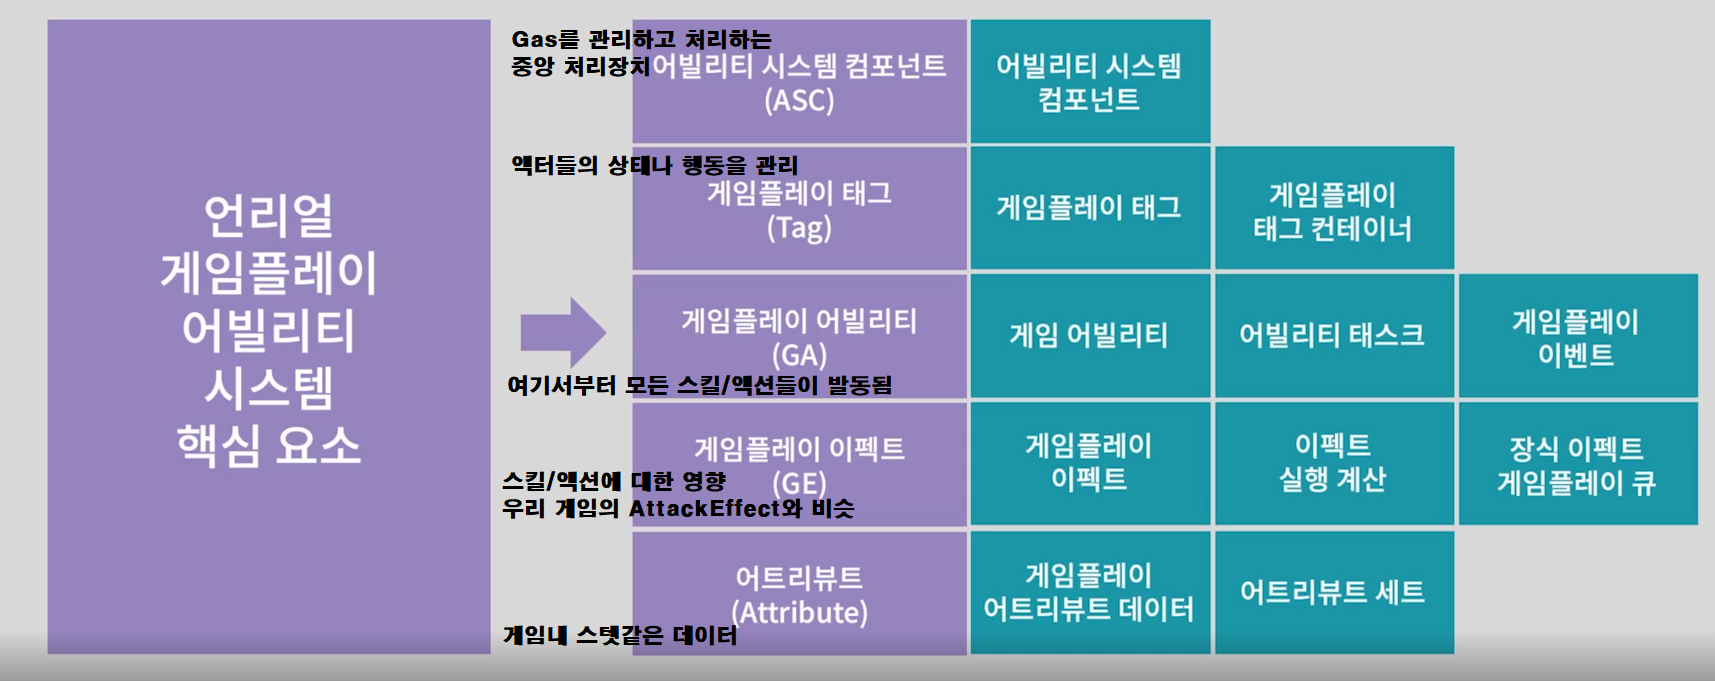 언리얼
게임플레이
어빌리티
시스템
핵심 요소
Gas를 관리하고 처리하는
중앙 처리장치
어빌리티 시스템 컴포넌트
(ASC)
어빌리티 시스템
컴포넌트
액터들의 상태나 행동을 관리
게임플레이 태그
(Tag)
게임플레이 태그
게임플레이
태그 컨테이너
게임플레이 어빌리티
(GA)
여기서부터 모든 스킬/액션들이 발동됨
게임 어빌리티
어빌리티 태스크
게임플레이
이벤트
게임플레이 이펙트
(GE)
스킬/액션에 대한 영향
우리 게임의 AttackEffect와 비슷
게임플레이
이펙트
이펙트
실행 계산
장식 이펙트
게임플레이 큐
어트리뷰트
(Attribute)
게임내 스텟같은 데이터
게임플레이
어트리뷰트 데이터
어트리뷰트 세트